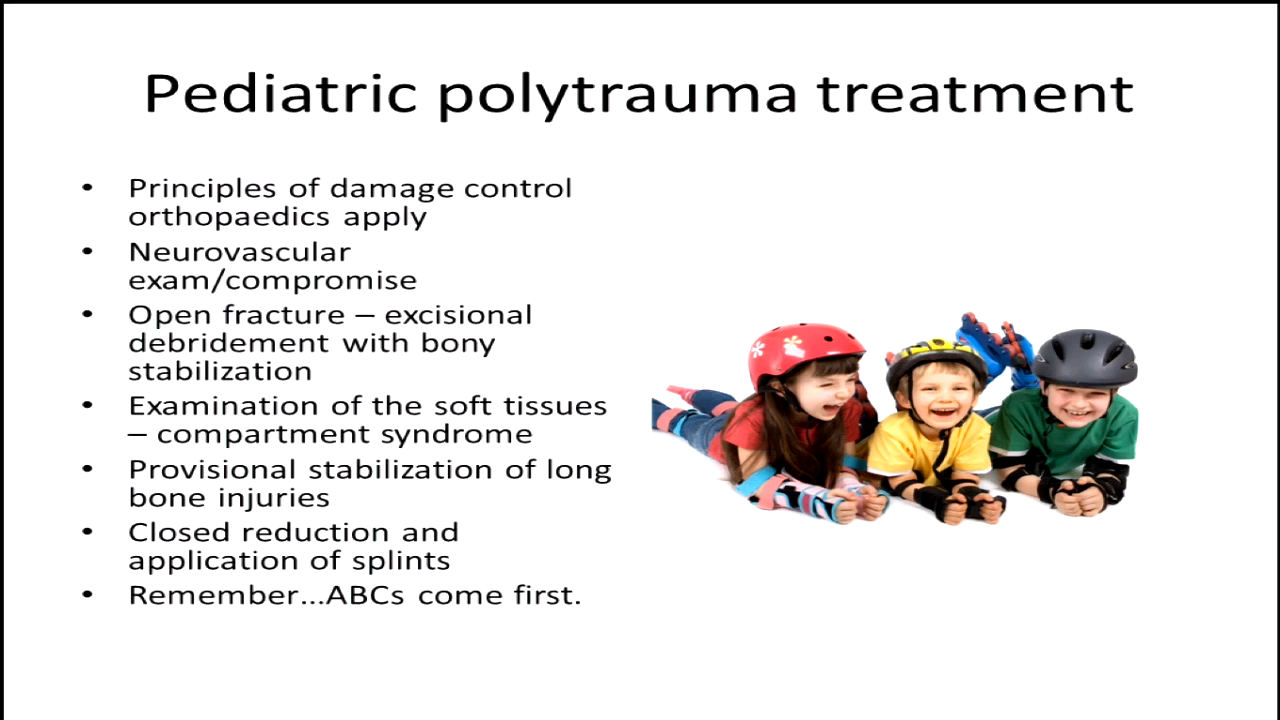 Pediatric polytrauma treatment
• Principles of damage control
orthopaedics apply
• Neurovascular
exam/compromise
• Open fracture – excisional
debridement with bony
stabilization
• Examination of the soft tissues
– compartment syndrome
• Provisional stabilization of long
bone injuries
• Closed reduction and
application of splints
• Remember...ABCs come first.